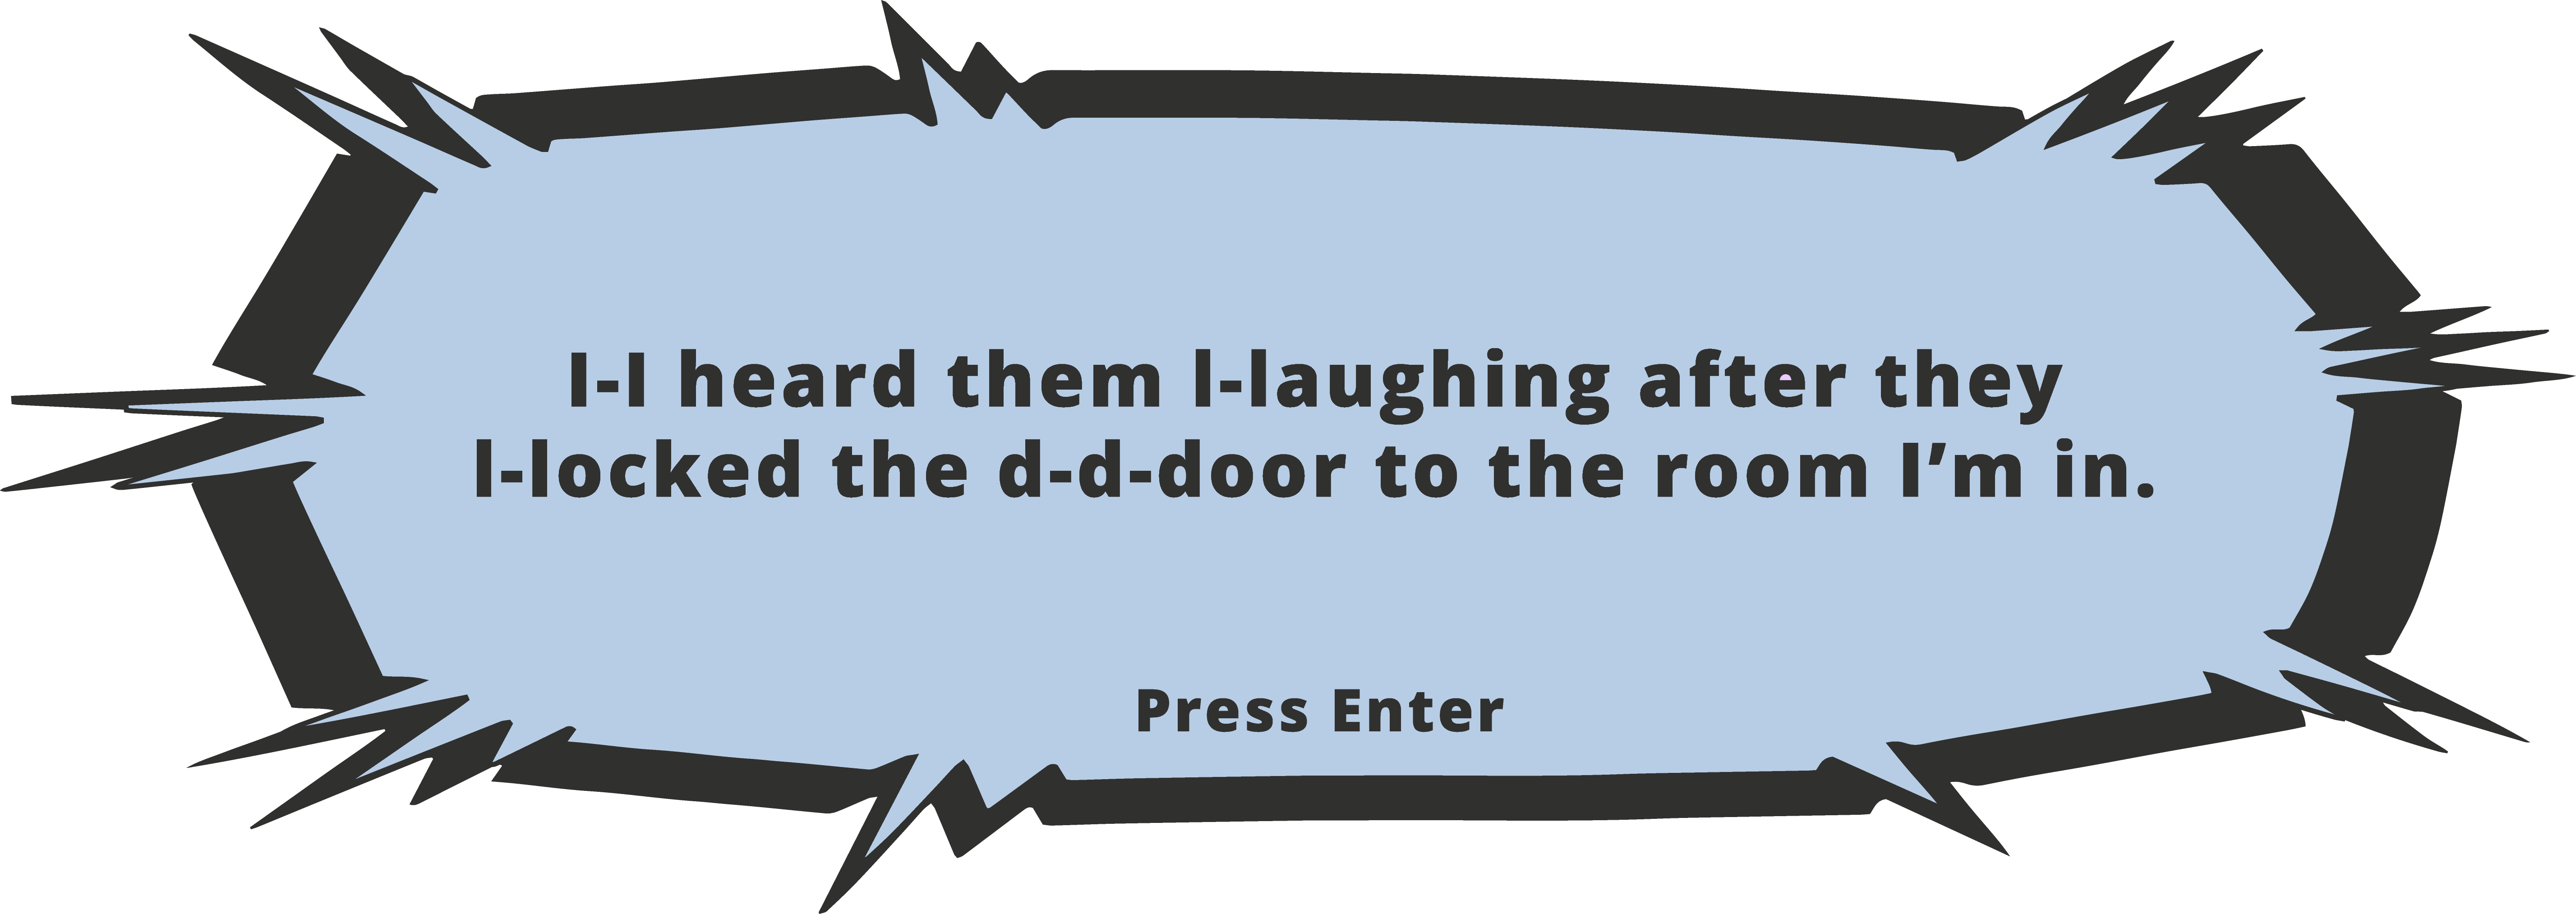 I-I heard them l-laughing after they
l-locked the d-d-door to the room I’m in.
Press Enter